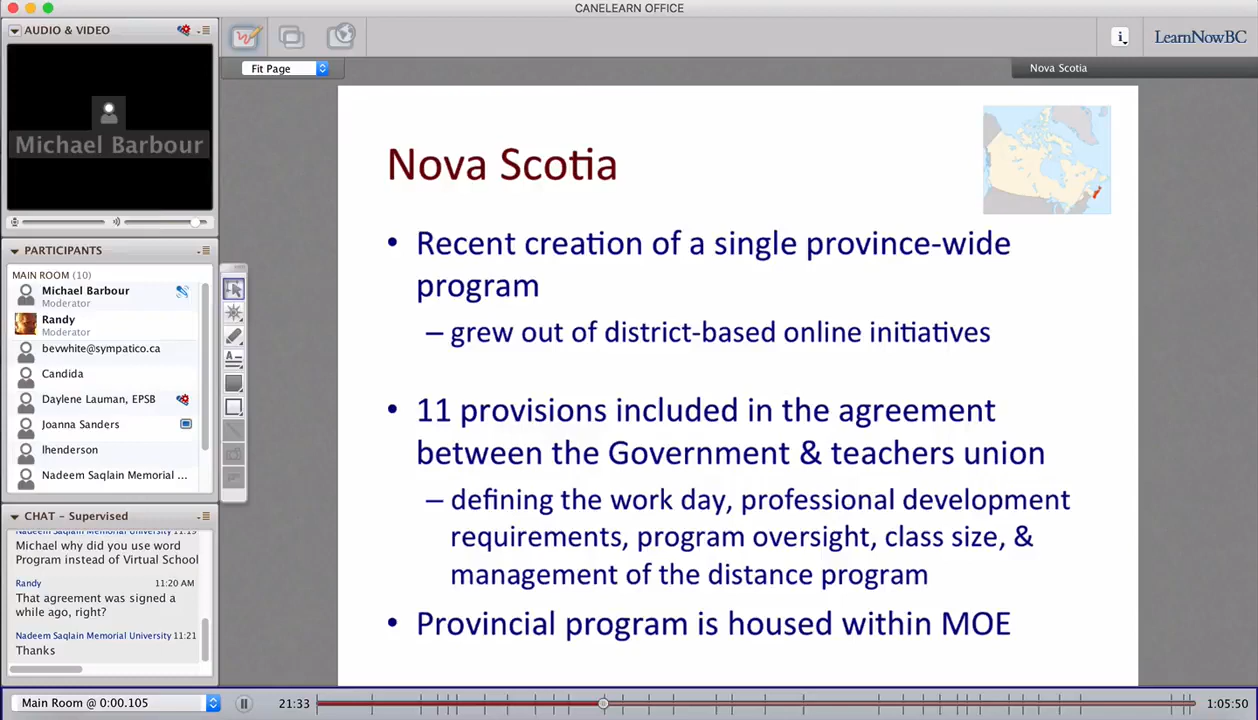 CANELEARN OFFICE
AUDIO & VIDEO
Michael Barbour
PARTICIPANTS
MAIN ROOM (10)
Michael Barbour
Moderator
Randy
Moderator
bevwhite@sympatico.ca
Candida
Daylene Lauman, EPSB
Joanna Sanders
lhenderson
Nadeem Saqlain Memorial ...
CHAT – Supervised
Nadeem Saqlain Memorial University 11:19
Michael why did you use word
Program instead of Virtual School
Randy 11:20 AM
That agreement was signed a
while ago, right?
Nadeem Saqlain Memorial University 11:21
Thanks
Fit Page
LearnNowBC
Nova Scotia
Nova Scotia
• Recent creation of a single province-wide
program
– grew out of district-based online initiatives
• 11 provisions included in the agreement
between the Government & teachers union
– defining the work day, professional development
requirements, program oversight, class size, &
management of the distance program
• Provincial program is housed within MOE
Main Room @ 0:00.105
21:33
1:05:50